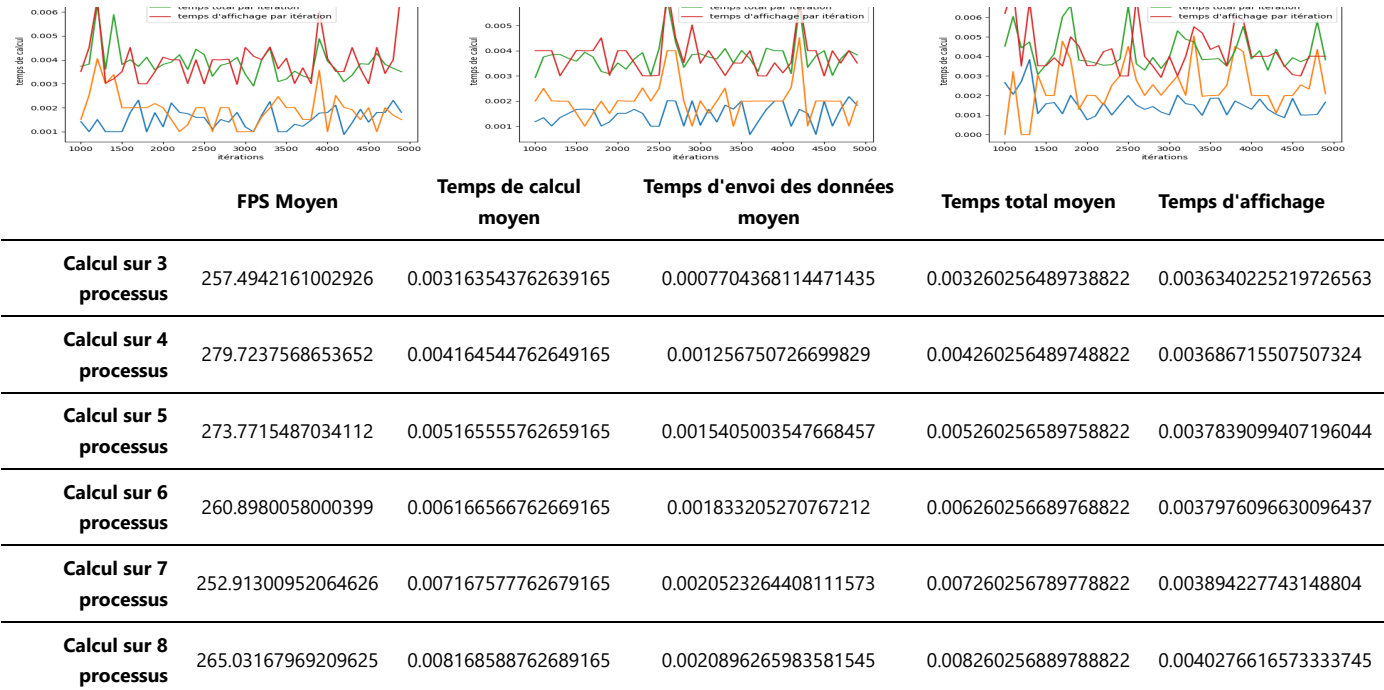 temps total par itération
temps d'affichage par itération
0.006
0.005
0.004
0.003
0.002
0.001
temps de calcul
1000 1500 2000 2500 3000 3500 4000 4500 5000
itérations
temps total par itération
temps d'affichage par itération
0.005
0.004
0.003
0.002
0.001
temps de calcul
1000 1500 2000 2500 3000 3500 4000 4500 5000
itérations
temps total par itération
temps d'affichage par itération
0.006
0.005
0.004
0.003
0.002
0.001
0.000
temps de calcul
1000 1500 2000 2500 3000 3500 4000 4500 5000
itérations
FPS Moyen
Temps de calcul
moyen
Temps d'envoi des données
moyen
Temps total moyen
Temps d'affichage
Calcul sur 3
processus
257.4942161002926 0.003163543762639165 0.0007704368114471435 0.003260256489738822 0.0036340225219726563
Calcul sur 4
processus
279.7237568653652 0.004164544762649165 0.001256750726699829 0.004260256489748822 0.003686715507507324
Calcul sur 5
processus
273.7715487034112 0.005165555762659165 0.0015405003547668457 0.005260256589758822 0.0037839099407196044
Calcul sur 6
processus
260.8980058000399 0.006166566762669165 0.001833205270767212 0.006260256689768822 0.0037976096630096437
Calcul sur 7
processus
252.91300952064626 0.007167577762679165 0.0020523264408111573 0.007260256789778822 0.003894227743148804
Calcul sur 8
processus
265.03167969209625 0.008168588762689165 0.0020896265983581545 0.008260256889788822 0.0040276616573333745